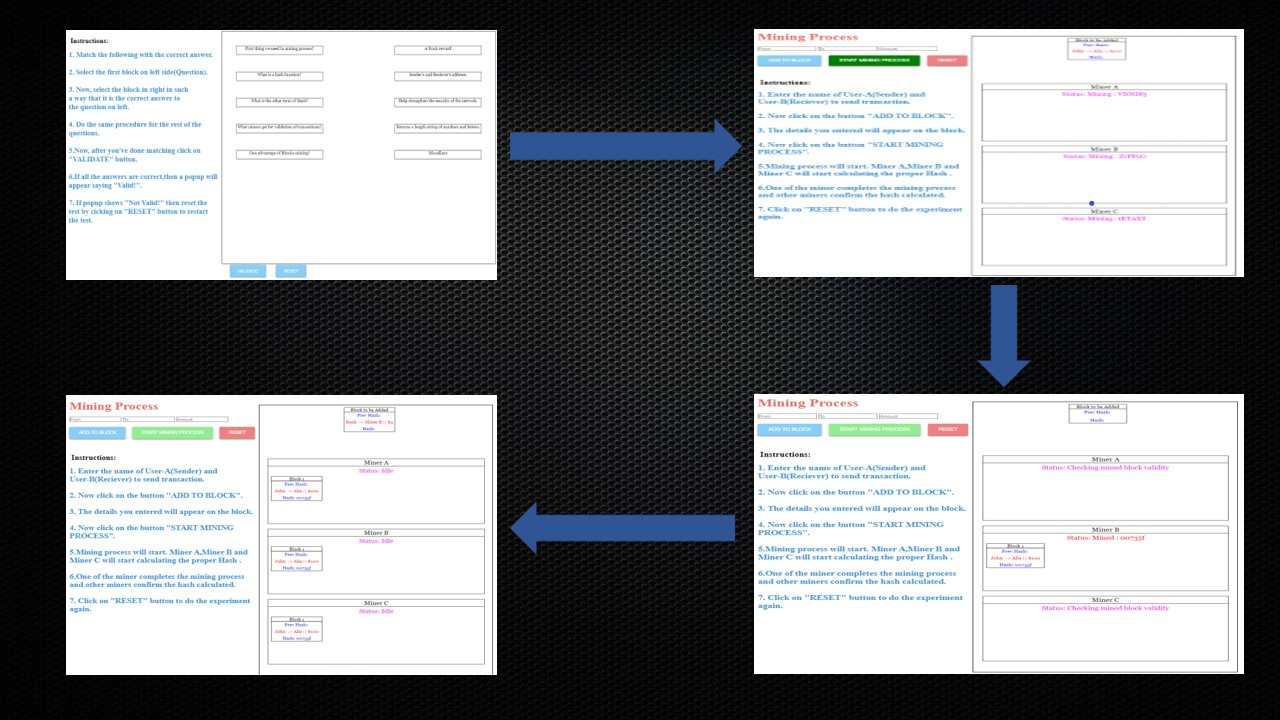 Instructions:
1. Match the following with the correct answer.
2. Select the first block on left side(Question).
3. Now, select the block in right in such
a way that it is the correct answer to
the question on left.
4. Do the same procedure for the rest of the
questions.
5.Now, after you've done matching click on
"VALIDATE" button.
6.If all the answers are correct,then a popup will
appear saying "Valid!".
7. If popup shows "Not Valid!" then reset the
test by cicking on "RESET" button to restart
the test.
First thing we need in mining process?
A Block reward
What is a hash function?
Sender's and Reciever's address.
What is the other term of Hash?
Help strengthen the security of the network.
What miners get for validation of transactions?
Returns a length string of numbers and letters.
One advantage of Bitcoin mining?
VALIDATE
RESET
Mining Process
From
To
Amount
ADD TO BLOCK
START MINING PROCESS
RESET
Instructions:
1. Enter the name of User-A(Sender) and
User-B(Reciever) to send transaction.
2. Now click on the button "ADD TO BLOCK".
3. The details you entered will appear on the block.
4. Now click on the button "START MINING
PROCESS".
5.Mining process will start. Miner A,Miner B and
Miner C will start calculating the proper Hash .
6.One of the miner completes the mining process
and other miners confirm the hash calculated.
7. Click on "RESET" button to do the experiment
again.
Block to be Added
Prev Hash:
Hash:
Miner A
Status: Mining :
Miner B
Status: Mining :
Miner C
Status: Mining : tETAXT
Mining Process
From
To
Amount
ADD TO BLOCK
START MINING PROCESS
RESET
Instructions:
1. Enter the name of User-A(Sender) and
User-B(Reciever) to send transaction.
2. Now click on the button "ADD TO BLOCK".
3. The details you entered will appear on the block.
4. Now click on the button "START MINING
PROCESS".
5.Mining process will start. Miner A,Miner B and
Miner C will start calculating the proper Hash .
6.One of the miner completes the mining process
and other miners confirm the hash calculated.
7. Click on "RESET" button to do the experiment
again.
Block to be Added
Prev Hash:
Hash:
Miner A
Status: Idle
Block 1
Prev Hash:
Hash: 00735f
Miner B
Status: Idle
Block 1
Prev Hash:
Hash: 00735f
Miner C
Status: Idle
Block 1
Prev Hash:
Hash: 00735f
Mining Process
From
To
Amount
ADD TO BLOCK
START MINING PROCESS
RESET
Instructions:
1. Enter the name of User-A(Sender) and
User-B(Reciever) to send transaction.
2. Now click on the button "ADD TO BLOCK".
3. The details you entered will appear on the block.
4. Now click on the button "START MINING
PROCESS".
5.Mining process will start. Miner A,Miner B and
Miner C will start calculating the proper Hash .
6.One of the miner completes the mining process
and other miners confirm the hash calculated.
7. Click on "RESET" button to do the experiment
again.
Block to be Added
Prev Hash:
Hash:
Miner A
Status: Checking mined block validity
Miner B
Status: Mined : 00735f
Block 1
Prev Hash:
Hash: 00735f
Miner C
Status: Checking mined block validity